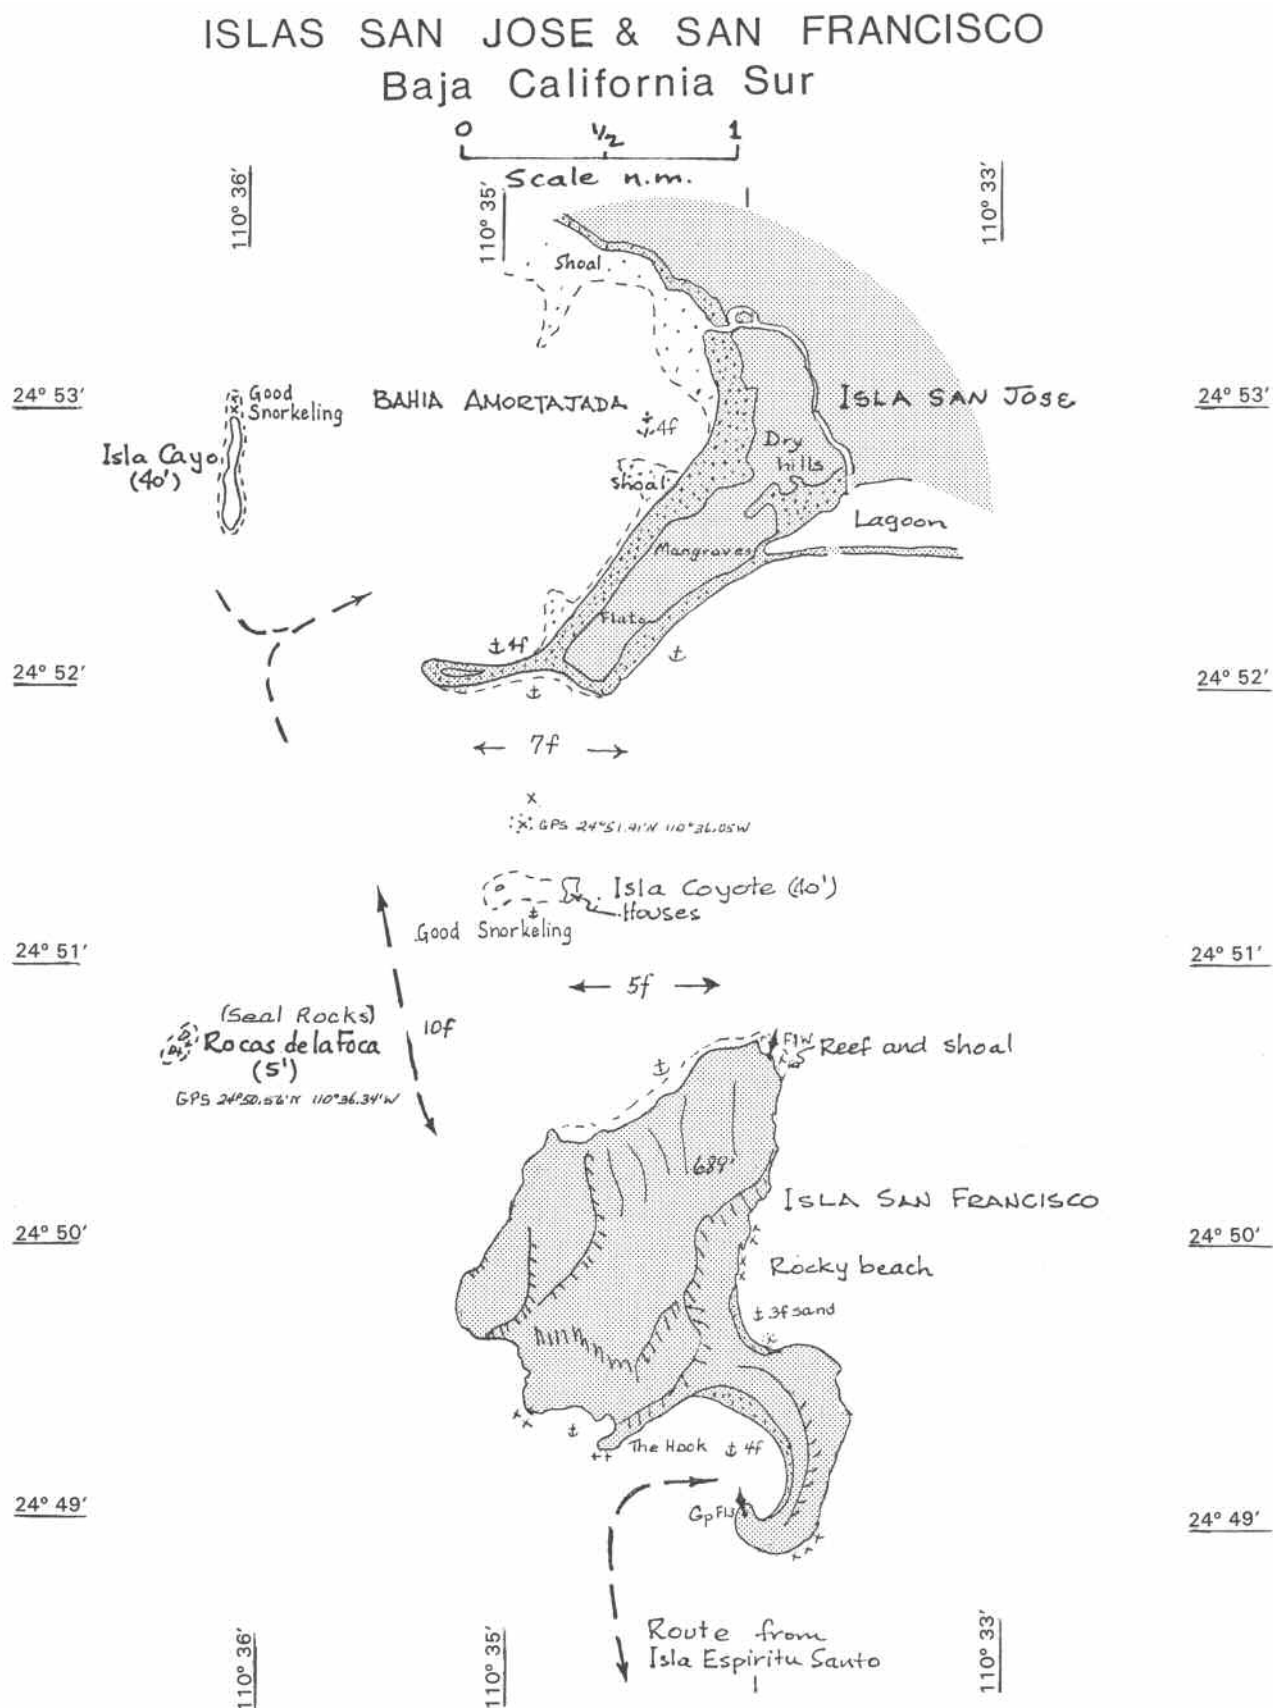 ISLAS SAN JOSE & SAN FRANCISCO
Baja California Sur
0 1/2 1
Scale n.m.
110° 36'
110° 35'
110° 33'
Shoal
24° 53'
Good
Snorkeling
BAHIA AMORTAJADA
ISLA SAN JOSE
24° 53'
4f
Isla Cayo
(40')
Dry
hills
Shoal
Lagoon
Mangroves
Flats
4f
24° 52'
24° 52'
7f
GPS 24°51.41'N 110°36.05W
Isla Coyote (40')
Houses
Good Snorkeling
24° 51'
24° 51'
5f
(Seal Rocks)
Rocas de la Foca
(5')
10f
FlW
Reef and shoal
GPS 24°50.56'N 110°36.34'W
689'
ISLA SAN FRANCISCO
24° 50'
24° 50'
Rocky beach
3f sand
The Hook
4f
24° 49'
Gp Fl3
24° 49'
Route from
Isla Espiritu Santo
110° 36'
110° 35'
110° 33'